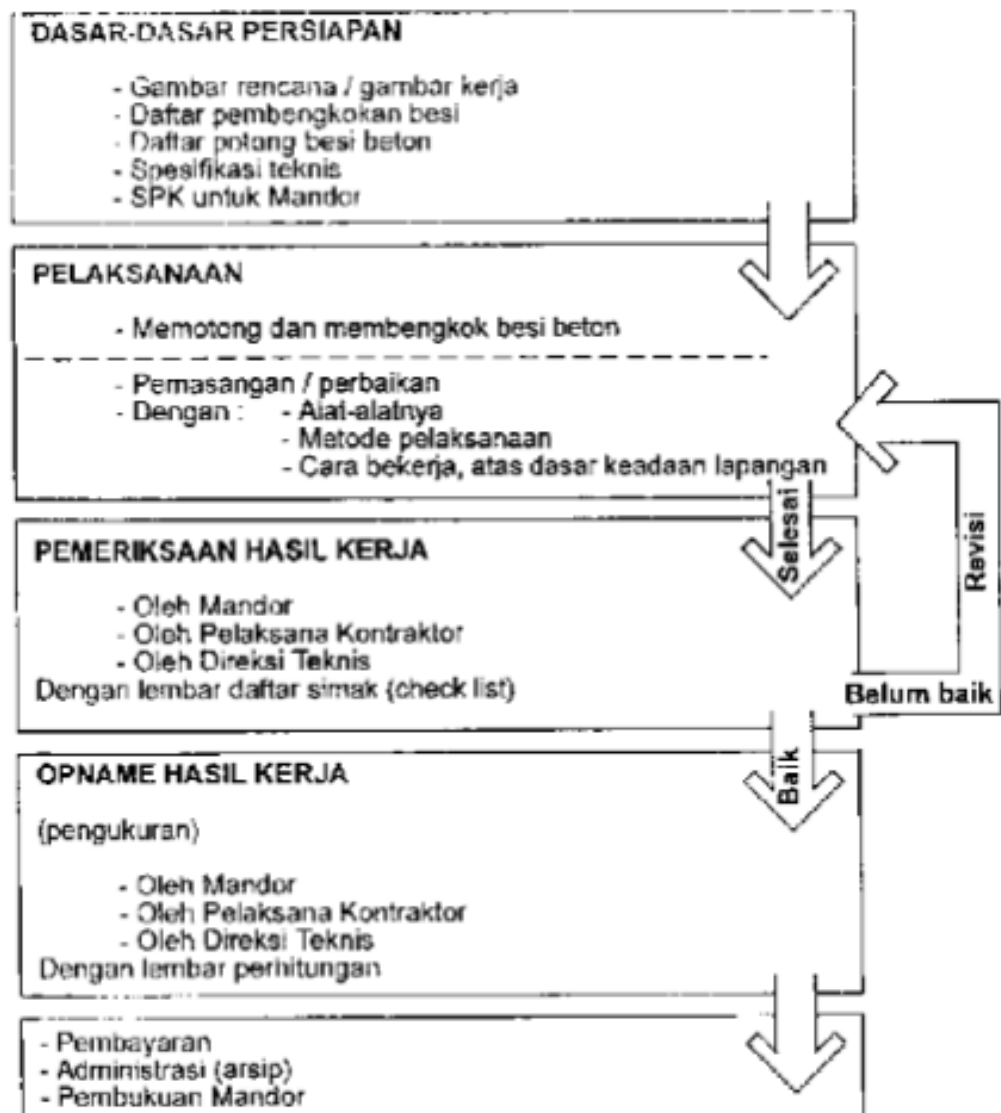 DASAR-DASAR PERSIAPAN
- Gambar rencana / gambar kerja
- Daftar pembengkokan besi
- Daftar potong besi beton
- Spesifikasi teknis
- SPK untuk Mandor
PELAKSANAAN
- Memotong dan membengkok besi beton
- Pemasangan / perbaikan
- Dengan : - Aiat-alatnya
- Metode pelaksanaan
- Cara bekerja, atas dasar keadaan lapangan
Selesai
Revisi
PEMERIKSAAN HASIL KERJA
- Oleh Mandor
- Oleh Pelaksana Kontraktor
- Oleh Direksi Teknis
Dengan lembar daftar simak (check list)
Belum baik
Baik
OPNAME HASIL KERJA
(pengukuran)
- Oleh Mandor
- Oleh Pelaksana Kontraktor
- Oleh Direksi Teknis
Dengan lembar perhitungan
- Pembayaran
- Administrasi (arsip)
- Pembukuan Mandor